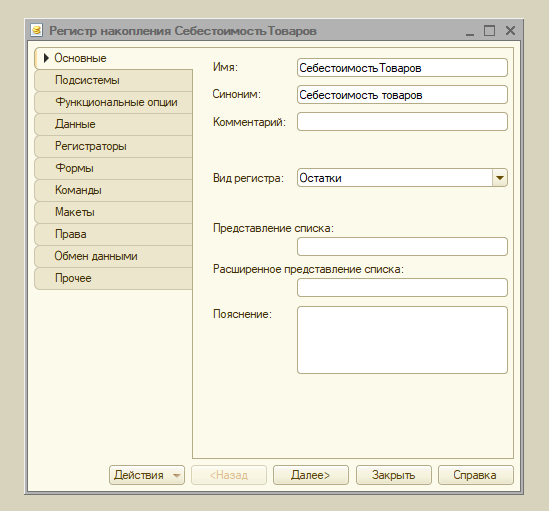 Регистр накопления СебестоимостьТоваров
Основные
Подсистемы
Функциональные опции
Данные
Регистраторы
Формы
Команды
Макеты
Права
Обмен данными
Прочее
Имя: СебестоимостьТоваров
Синоним: Себестоимость товаров
Комментарий:
Вид регистра: Остатки
Представление списка:
Расширенное представление списка:
Пояснение:
Действия <Назад Далее> Закрыть Справка